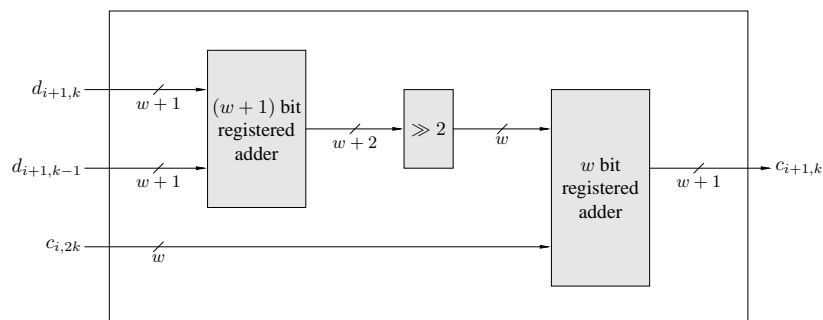 d_{i+1,k}
w + 1
(w + 1) bit
registered
adder
w + 2
≫ 2
w
d_{i+1,k−1}
w + 1
w bit
registered
adder
w + 1
c_{i+1,k}
c_{i,2k}
w